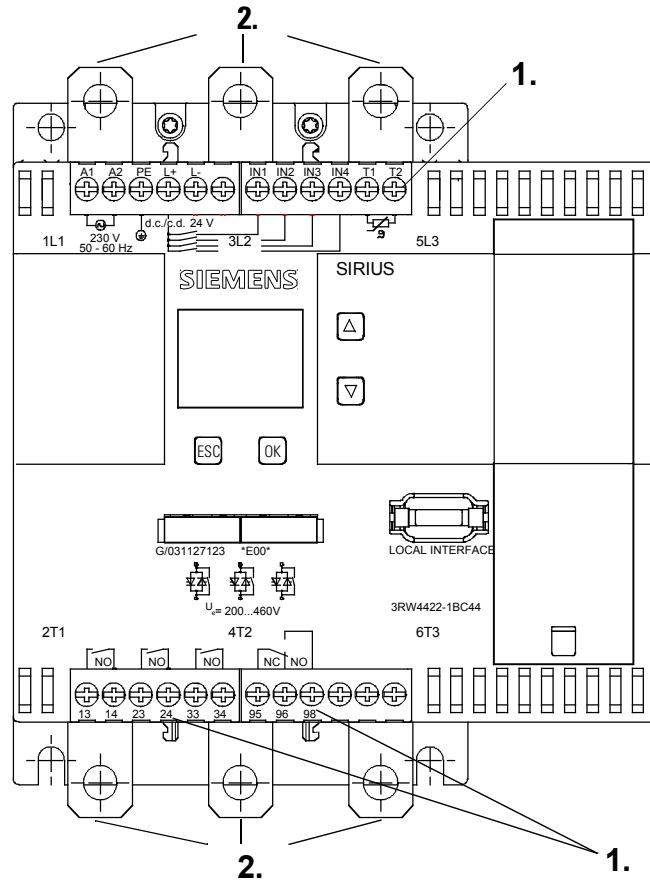 2.
1.
A1 A2 PE L+ L- IN1 IN2 IN3 IN4 T1 T2
d.c./c.d. 24 V
230 V
50 - 60 Hz
1L1 3L2 5L3
SIEMENS SIRIUS
ESC OK
G/031127123 *E00*
LOCAL INTERFACE
Ue= 200...460V
3RW4422-1BC44
2T1 4T2 6T3
NO NO NO NC NO
13 14 23 24 33 34 95 96 98
2. 1.